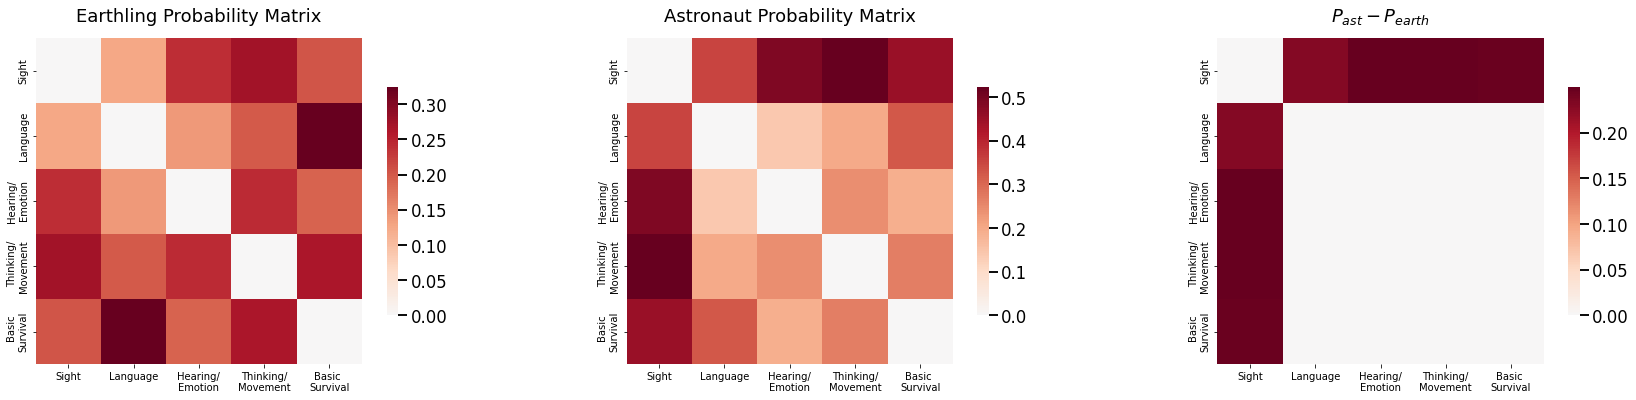 Earthling Probability Matrix
Sight
Language
Hearing/
Emotion
Thinking/
Movement
Basic
Survival
Sight
Language
Hearing/
Emotion
Thinking/
Movement
Basic
Survival
0.30
0.25
0.20
0.15
0.10
0.05
0.00
Astronaut Probability Matrix
Sight
Language
Hearing/
Emotion
Thinking/
Movement
Basic
Survival
Sight
Language
Hearing/
Emotion
Thinking/
Movement
Basic
Survival
0.5
0.4
0.3
0.2
0.1
0.0
P_ast − P_earth
Sight
Language
Hearing/
Emotion
Thinking/
Movement
Basic
Survival
Sight
Language
Hearing/
Emotion
Thinking/
Movement
Basic
Survival
0.20
0.15
0.10
0.05
0.00